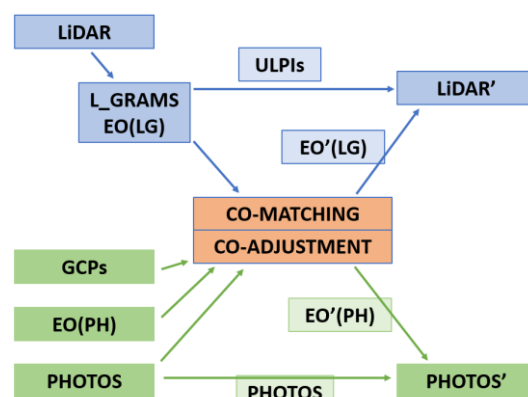 LiDAR
ULPIs
L_GRAMS
EO(LG)
LiDAR’
EO’(LG)
CO-MATCHING
CO-ADJUSTMENT
GCPs
EO(PH)
EO’(PH)
PHOTOS
PHOTOS
PHOTOS’